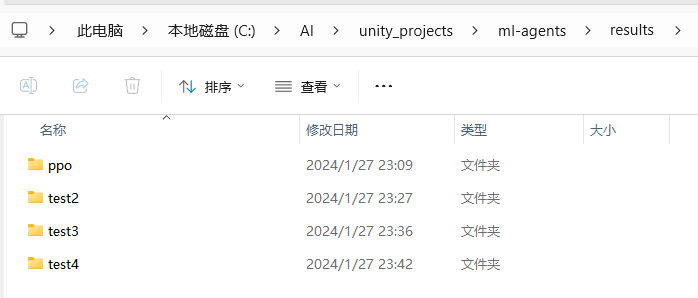 此电脑 > 本地磁盘 (C:) > AI > unity_projects > ml-agents > results >
排序 查看 ...
名称 修改日期 类型 大小
ppo 2024/1/27 23:09 文件夹
test2 2024/1/27 23:27 文件夹
test3 2024/1/27 23:36 文件夹
test4 2024/1/27 23:42 文件夹